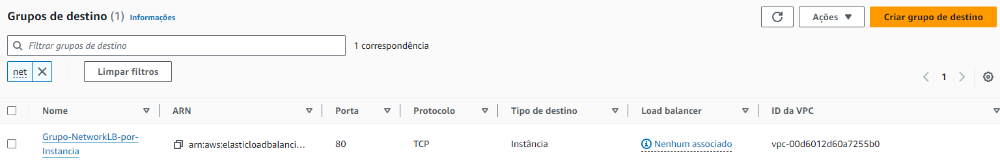 Grupos de destino (1) Informações
Ações
Criar grupo de destino
Filtrar grupos de destino
1 correspondência
net
Limpar filtros
1
Nome
ARN
Porta
Protocolo
Tipo de destino
Load balancer
ID da VPC
Grupo-NetworkLB-por-
Instancia
arn:aws:elasticloadbalanci...
80
TCP
Instância
Nenhum associado
vpc-00d6012d60a7255b0